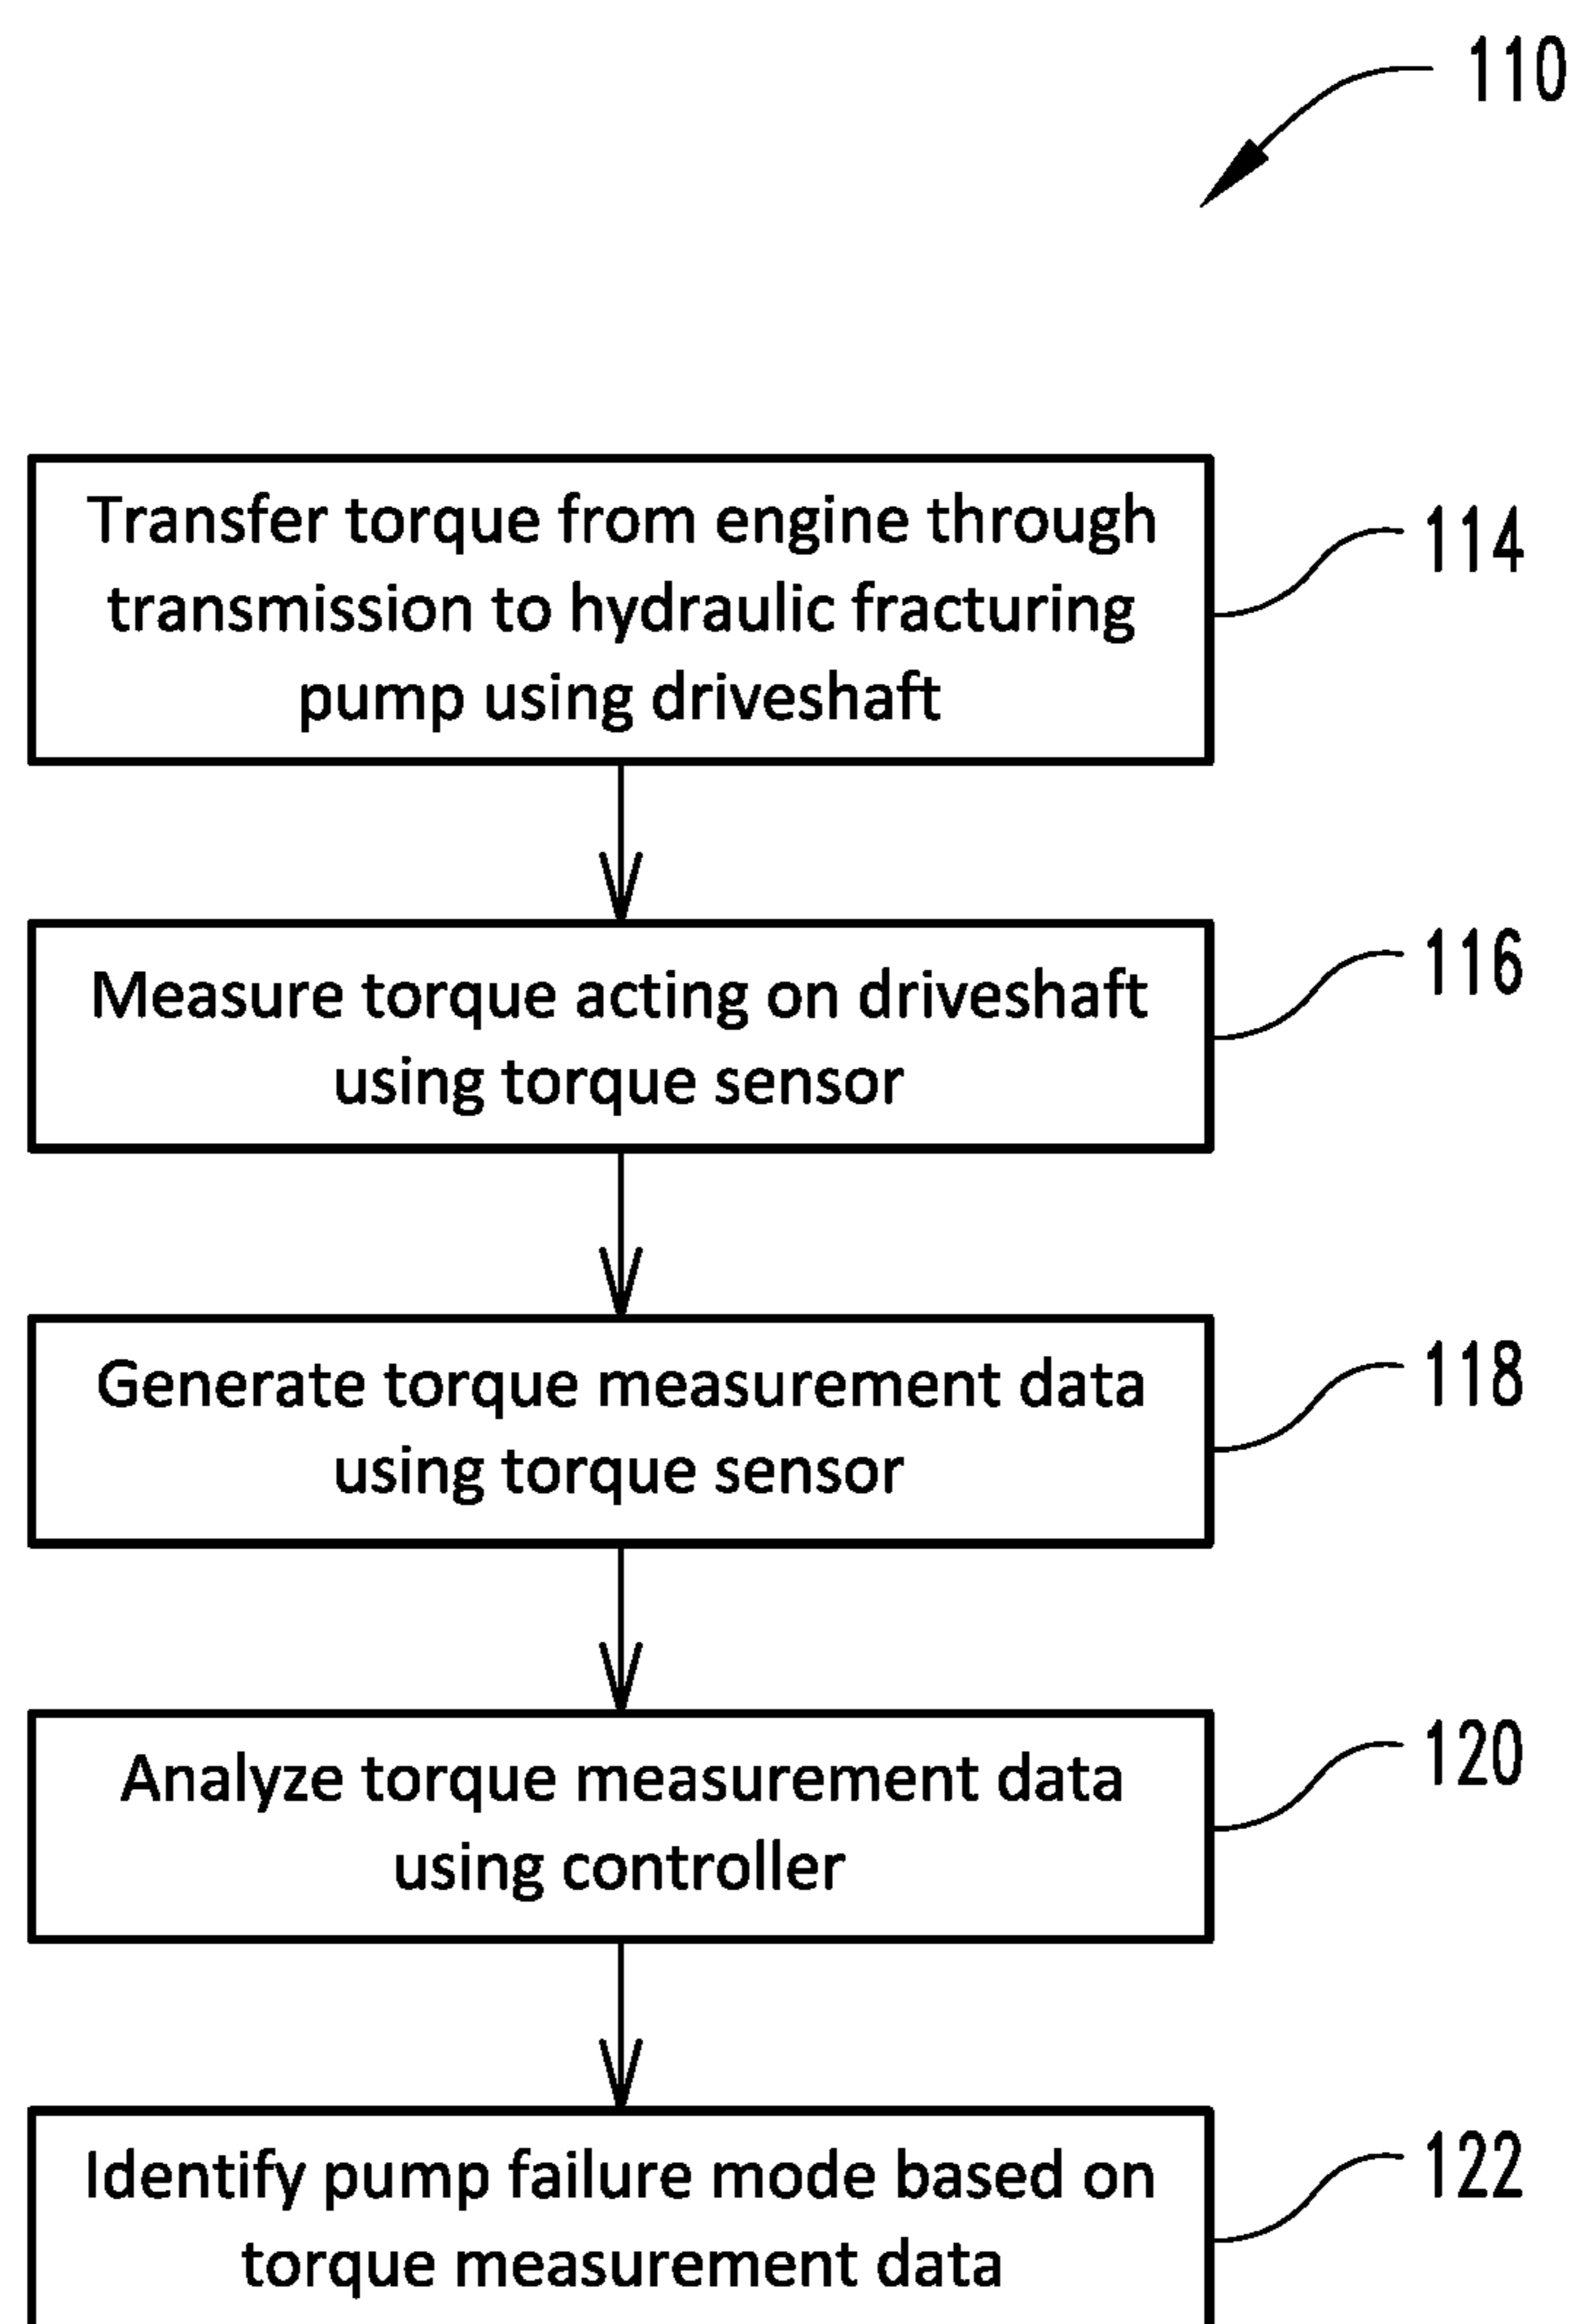 110
Transfer torque from engine through
transmission to hydraulic fracturing
pump using driveshaft
114
Measure torque acting on driveshaft
using torque sensor
116
Generate torque measurement data
using torque sensor
118
Analyze torque measurement data
using controller
120
Identify pump failure mode based on
torque measurement data
122